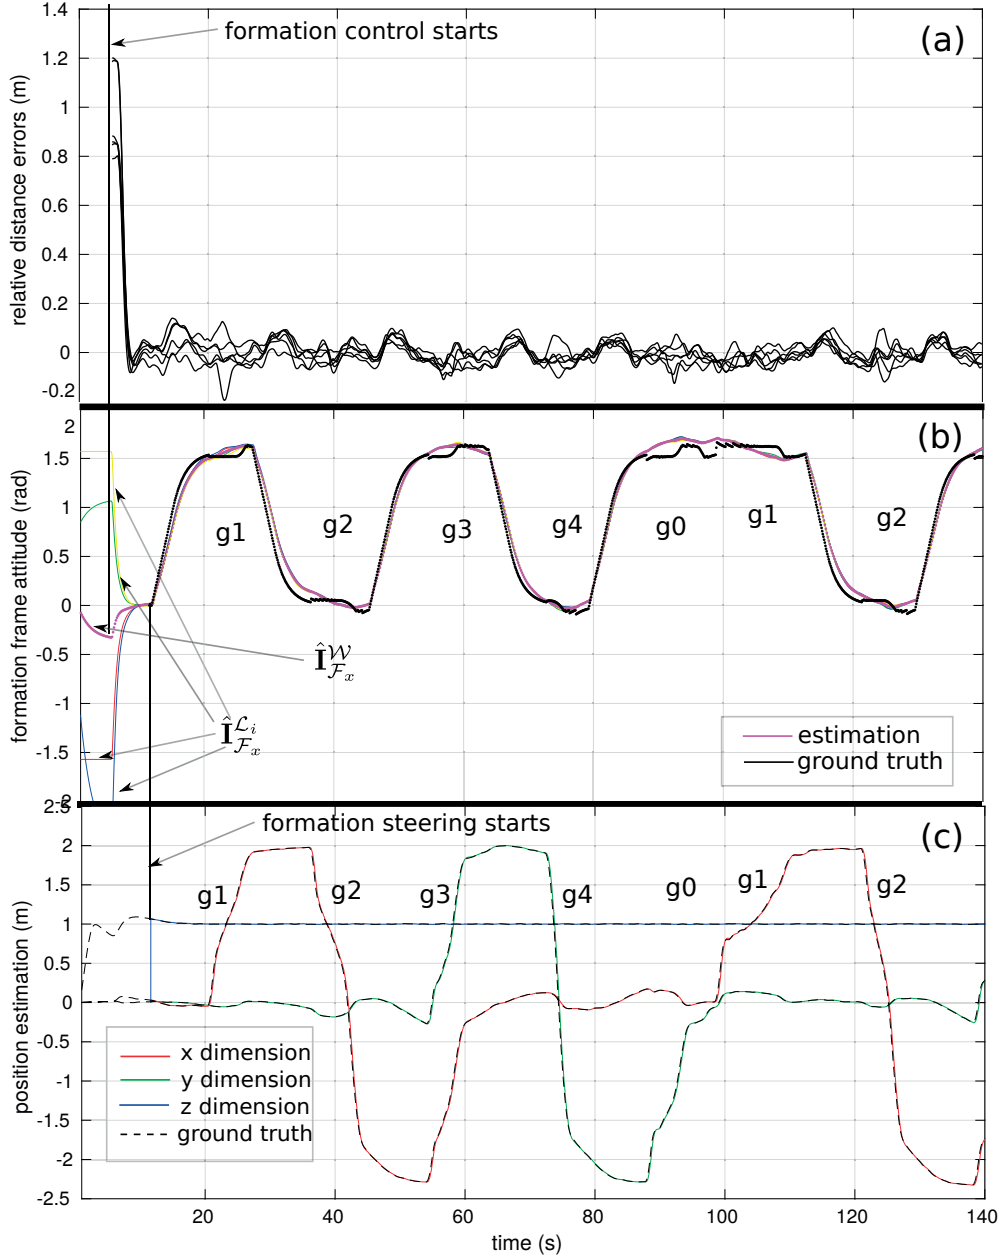 1.4
formation control starts
(a)
1.2
1
0.8
0.6
0.4
0.2
0
-0.2
relative distance errors (m)
2
(b)
1.5
1
0.5
0
-0.5
-1
-1.5
-2
formation frame attitude (rad)
g1
g2
g3
g4
g0
g1
g2
Î^𝒲_ℱₓ
Î^ℒᵢ_ℱₓ
estimation
ground truth
2.5
formation steering starts
(c)
2
1.5
1
0.5
0
-0.5
-1
-1.5
-2
-2.5
position estimation (m)
g1
g2
g3
g4
g0
g1
g2
x dimension
y dimension
z dimension
ground truth
20
40
60
80
100
120
140
time (s)